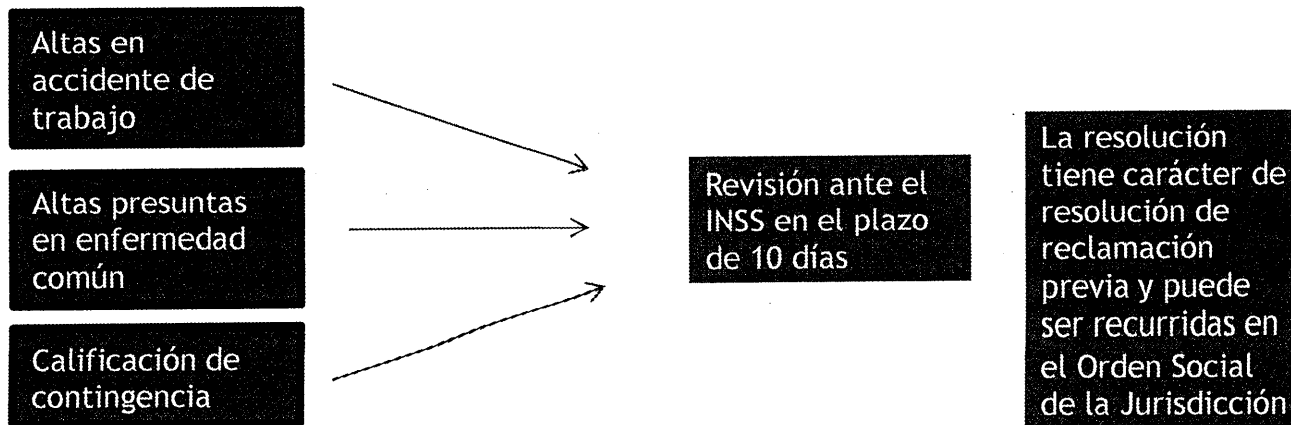 Altas en
accidente de
trabajo
Altas presuntas
en enfermedad
común
Calificación de
contingencia
Revisión ante el
INSS en el plazo
de 10 días
La resolución
tiene carácter de
resolución de
reclamación
previa y puede
ser recurridas en
el Orden Social
de la Jurisdicción